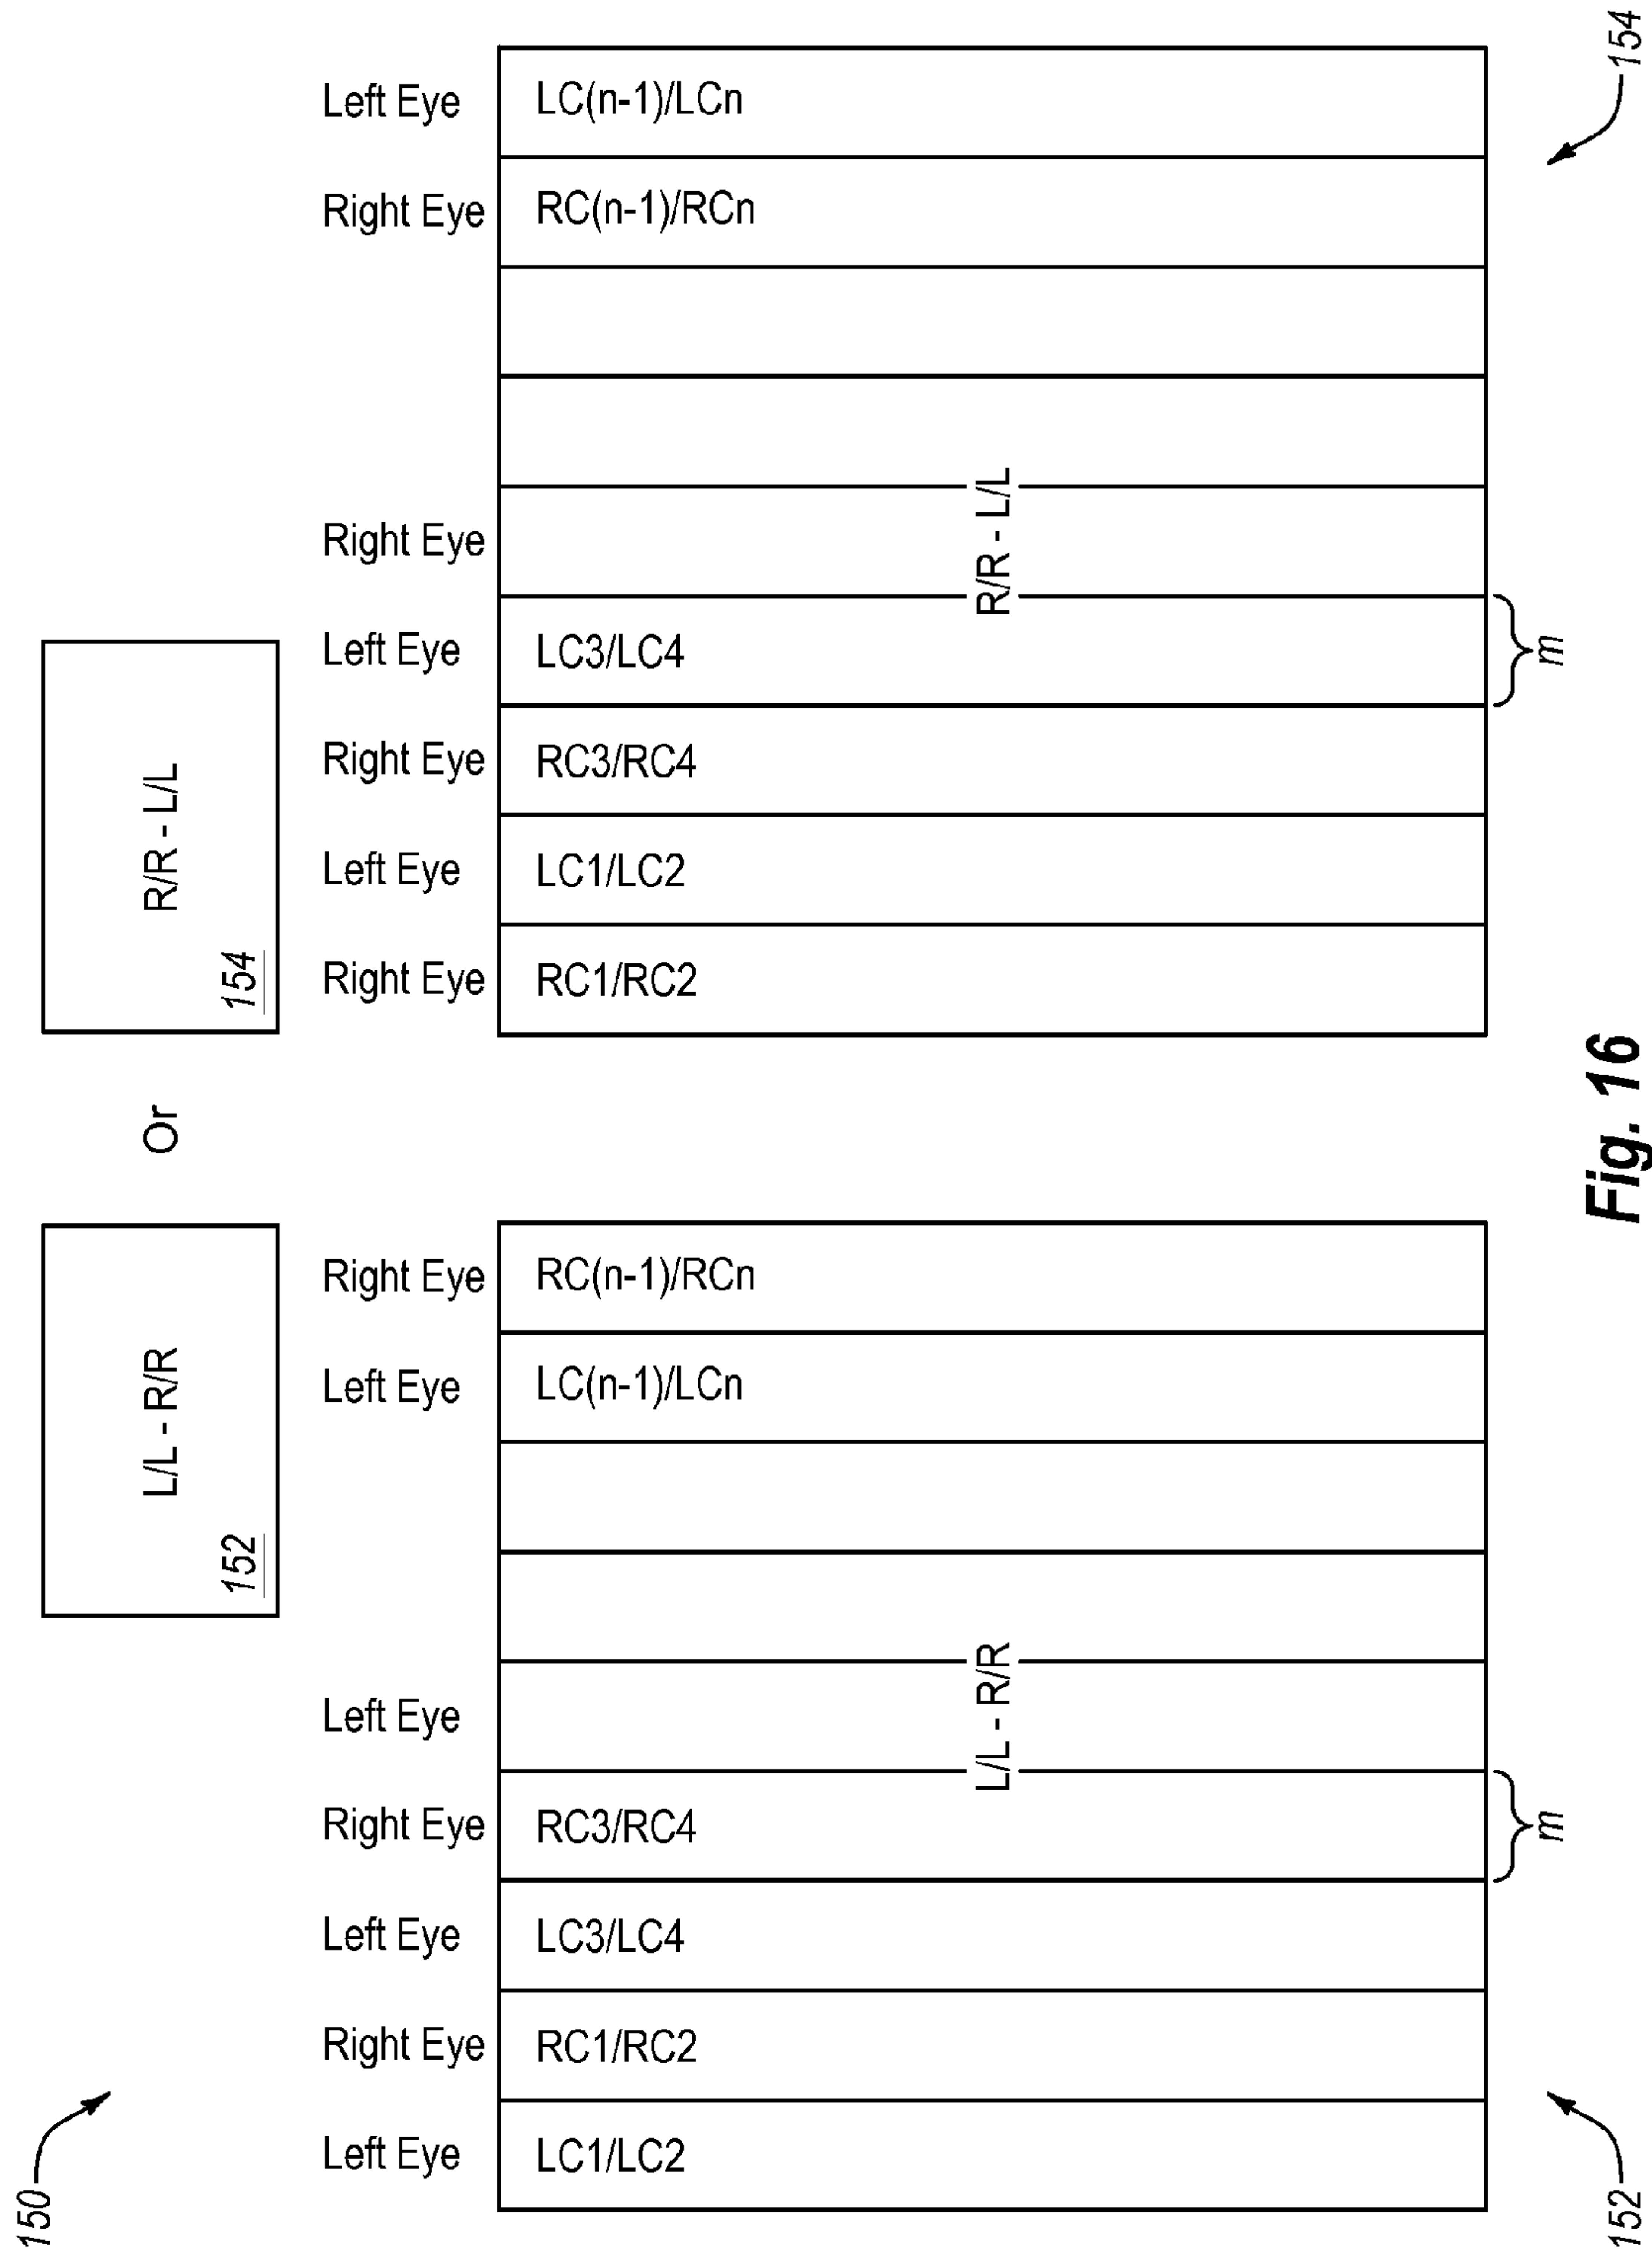 150
L/L - R/R
152
Or
R/R - L/L
154
Left Eye
Right Eye
Left Eye
Right Eye
Left Eye
Left Eye
Right Eye
LC1/LC2
RC1/RC2
LC3/LC4
RC3/RC4
LC(n-1)/LCn
RC(n-1)/RCn
L/L - R/R
m
152
Right Eye
Left Eye
Right Eye
Left Eye
Right Eye
Right Eye
Left Eye
RC1/RC2
LC1/LC2
RC3/RC4
LC3/LC4
RC(n-1)/RCn
LC(n-1)/LCn
R/R - L/L
m
154
Fig. 16